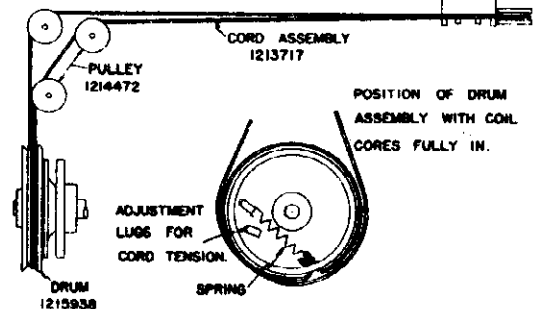 CORD ASSEMBLY
1213717
PULLEY
1214472
POSITION OF DRUM
ASSEMBLY WITH COIL
CORES FULLY IN.
ADJUSTMENT
LUGS FOR
CORD TENSION.
SPRING
DRUM
1215938